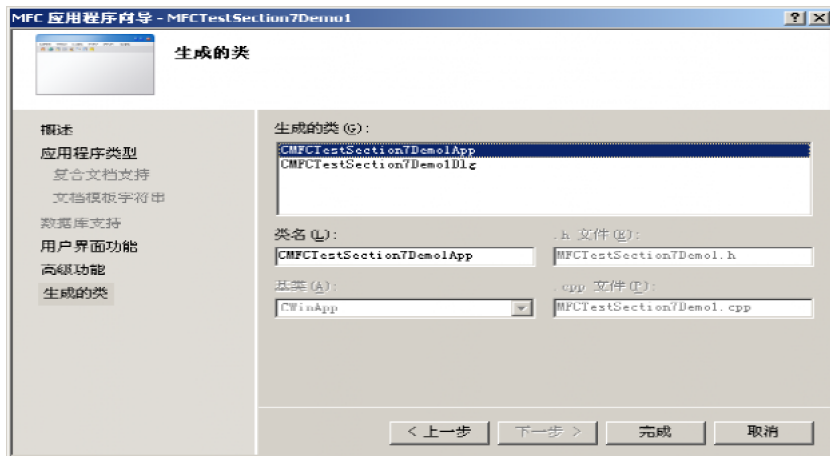 MFC 应用程序向导 - MFCTestSection7Demo1
生成的类
概述
应用程序类型
复合文档支持
文档模板字符串
数据库支持
用户界面功能
高级功能
生成的类
生成的类(G):
CMFCTestSection7Demo1App
CMFCTestSection7Demo1Dlg
类名(L):
.h 文件(E):
CMFCTestSection7Demo1App
MFCTestSection7Demo1.h
基类(A):
.cpp 文件(P):
CWinApp
MFCTestSection7Demo1.cpp
< 上一步
下一步 >
完成
取消